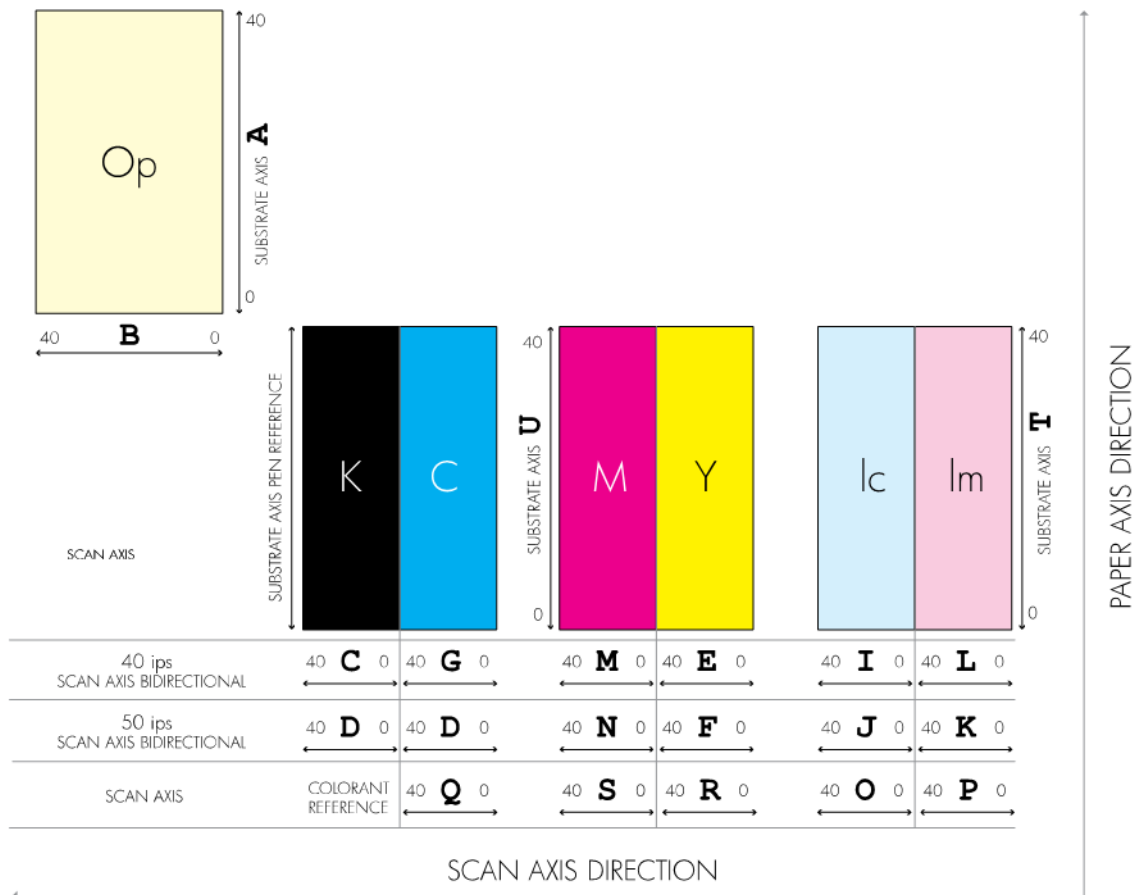 40
A
SUBSTRATE AXIS
0
Op
40 B 0
SUBSTRATE AXIS PEN REFERENCE
K
C
40
U
SUBSTRATE AXIS
0
M
Y
lc
lm
40
T
SUBSTRATE AXIS
0
PAPER AXIS DIRECTION
SCAN AXIS
40 ips
SCAN AXIS BIDIRECTIONAL
40 C 0 40 G 0 40 M 0 40 E 0 40 I 0 40 L 0
50 ips
SCAN AXIS BIDIRECTIONAL
40 D 0 40 D 0 40 N 0 40 F 0 40 J 0 40 K 0
SCAN AXIS
COLORANT
REFERENCE
40 Q 0 40 S 0 40 R 0 40 O 0 40 P 0
SCAN AXIS DIRECTION